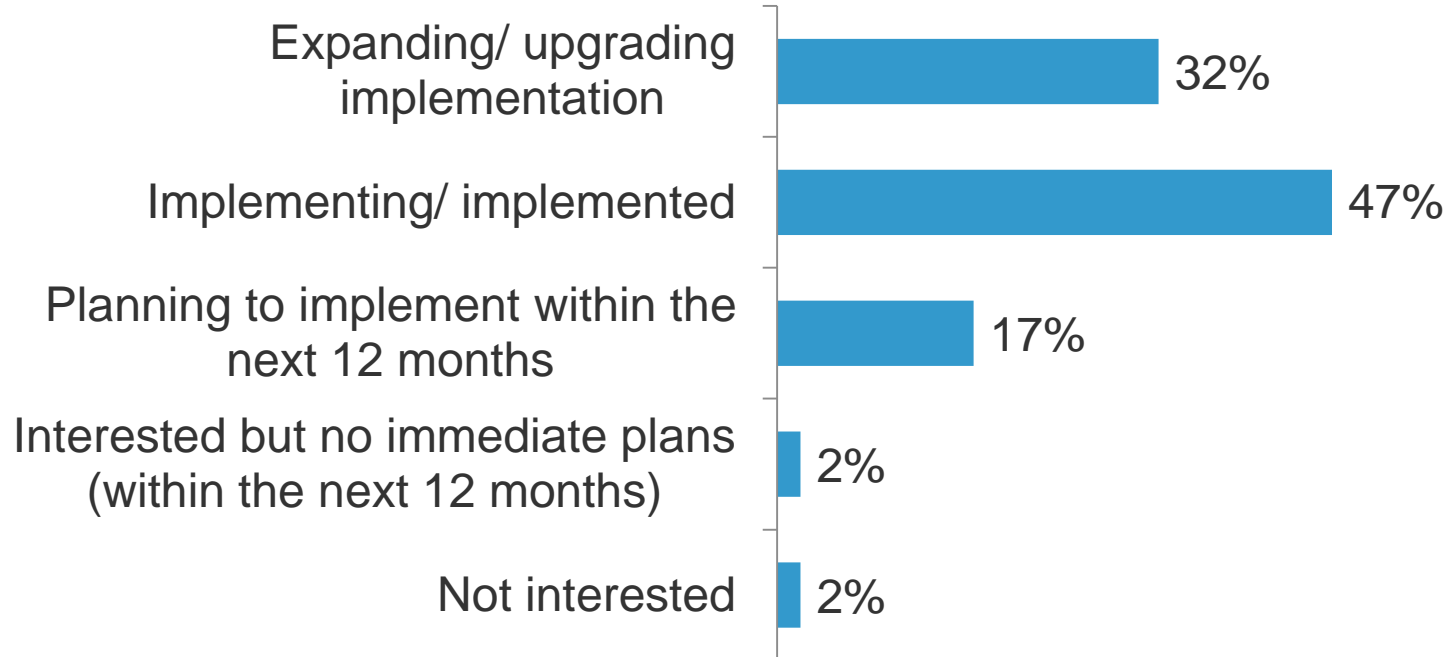 Expanding/ upgrading
implementation
32%
Implementing/ implemented
47%
Planning to implement within the
next 12 months
17%
Interested but no immediate plans
(within the next 12 months)
2%
Not interested
2%